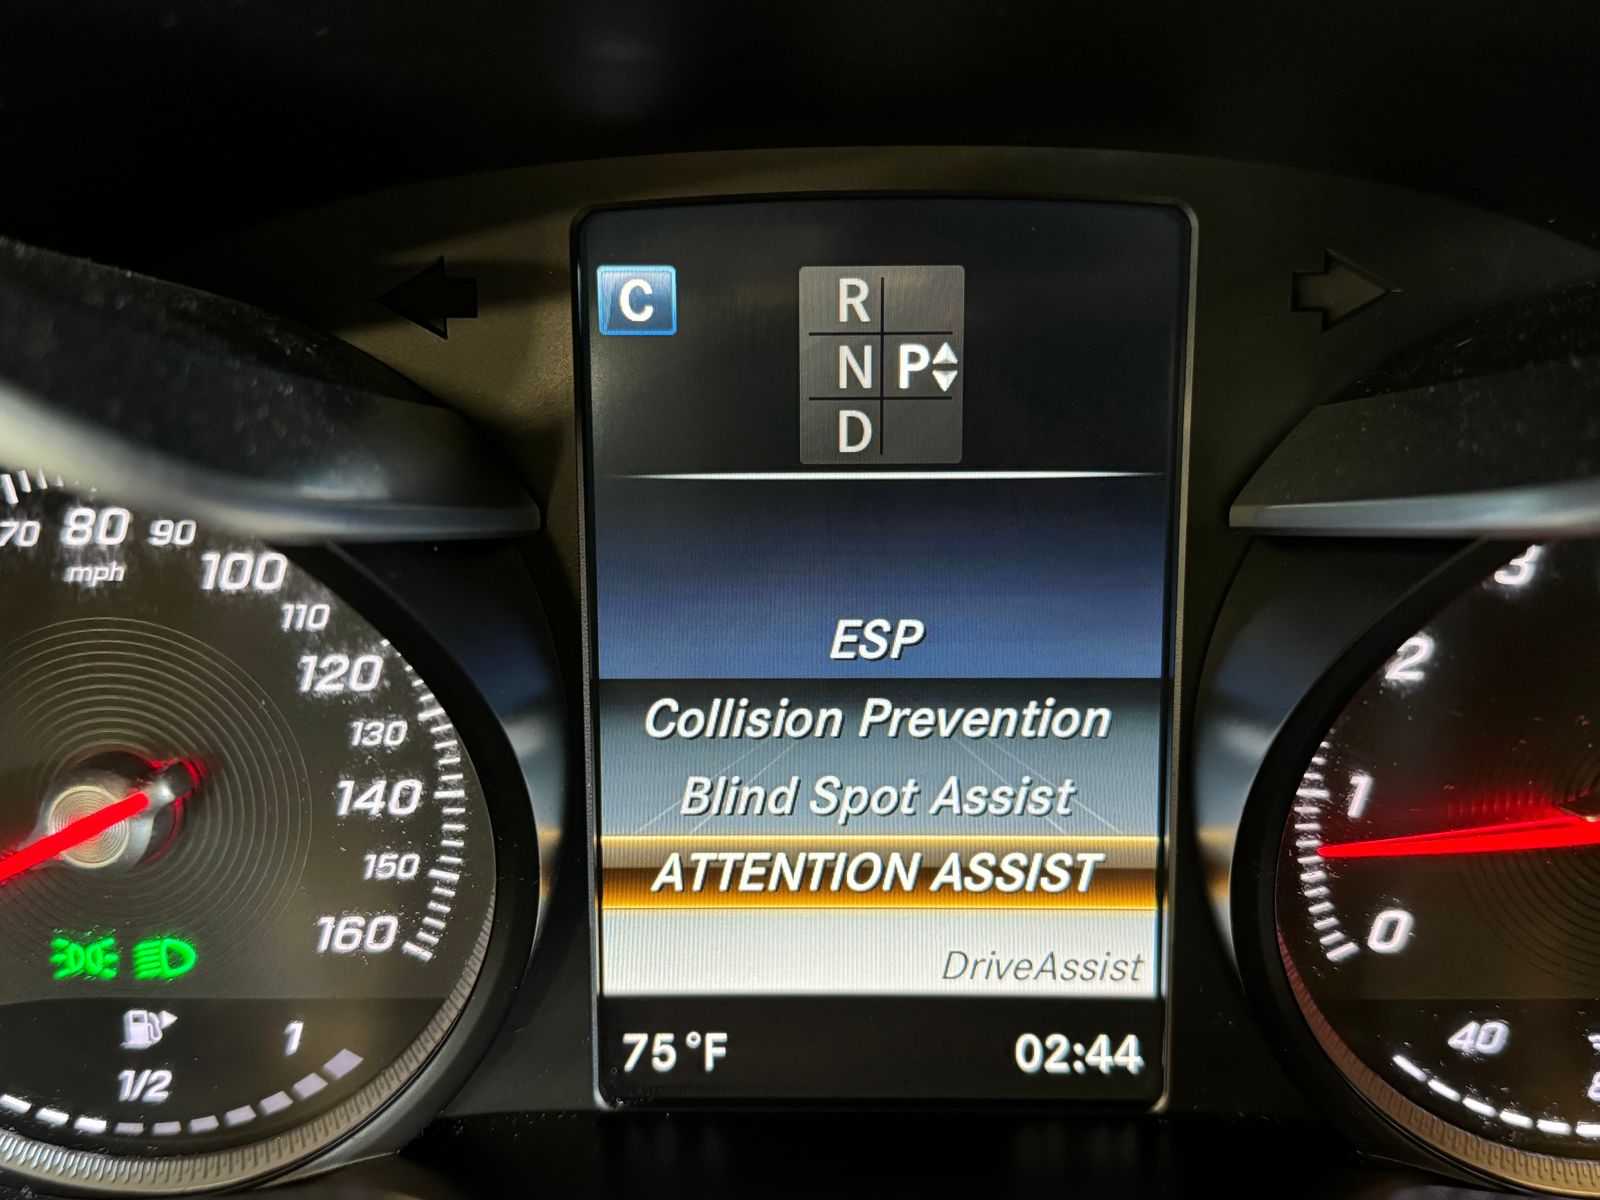 C
R
N P
D
ESP
Collision Prevention
Blind Spot Assist
ATTENTION ASSIST
DriveAssist
75 °F
02:44
70
80
90
mph
100
110
120
130
140
150
160
1/2
1
3
2
1
0
40